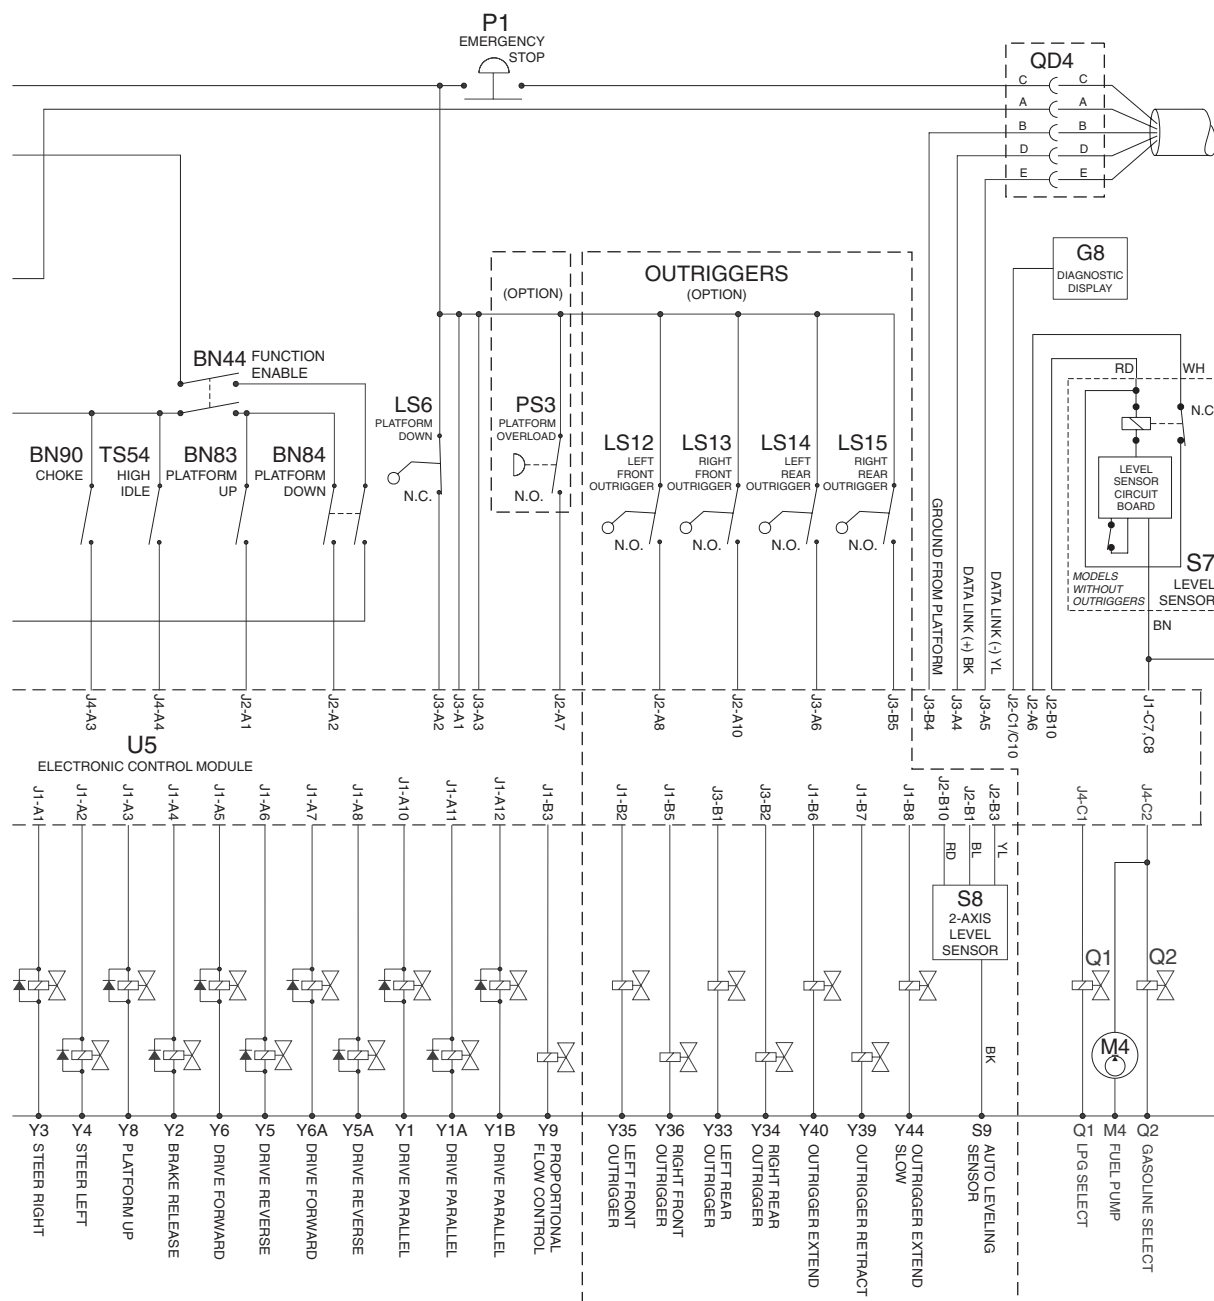 P1
EMERGENCY
STOP
QD4
C C
A A
B B
D D
E E
G8
DIAGNOSTIC
DISPLAY
(OPTION)
OUTRIGGERS
(OPTION)
BN44 FUNCTION
ENABLE
RD
WH
N.C
LS6
PLATFORM
DOWN
N.C.
PS3
PLATFORM
OVERLOAD
N.O.
BN90
CHOKE
TS54
HIGH
IDLE
BN83
PLATFORM
UP
BN84
PLATFORM
DOWN
LS12
LEFT
FRONT
OUTRIGGER
N.O.
LS13
RIGHT
FRONT
OUTRIGGER
N.O.
LS14
LEFT
REAR
OUTRIGGER
N.O.
LS15
RIGHT
REAR
OUTRIGGER
N.O.
LEVEL
SENSOR
CIRCUIT
BOARD
S7
LEVEL
SENSOR
MODELS
WITHOUT
OUTRIGGERS
BN
GROUND FROM PLATFORM
DATA LINK (+) BK
DATA LINK (-) YL
J4-A3
J4-A4
J2-A1
J2-A2
J3-A2
J3-A1
J3-A3
J2-A7
J2-A8
J2-A10
J3-A6
J3-B5
J3-B4
J3-A4
J3-A5
J2-C1/C10
J2-A6
J2-B10
J1-C7,C8
U5
ELECTRONIC CONTROL MODULE
J1-A1
J1-A2
J1-A3
J1-A4
J1-A5
J1-A6
J1-A7
J1-A8
J1-A10
J1-A11
J1-A12
J1-B3
J1-B2
J1-B5
J3-B1
J3-B2
J1-B6
J1-B7
J1-B8
J2-B10
J2-B1
J2-B3
J4-C1
J4-C2
RD
BL
YL
S8
2-AXIS
LEVEL
SENSOR
BK
Q1
Q2
M4
Y3
STEER RIGHT
Y4
STEER LEFT
Y8
PLATFORM UP
Y2
BRAKE RELEASE
Y6
DRIVE FORWARD
Y5
DRIVE REVERSE
Y6A
DRIVE FORWARD
Y5A
DRIVE REVERSE
Y1
DRIVE PARALLEL
Y1A
DRIVE PARALLEL
Y1B
DRIVE PARALLEL
Y9
PROPORTIONAL
FLOW CONTROL
Y35
LEFT FRONT
OUTRIGGER
Y36
RIGHT FRONT
OUTRIGGER
Y33
LEFT REAR
OUTRIGGER
Y34
RIGHT REAR
OUTRIGGER
Y40
OUTRIGGER EXTEND
Y39
OUTRIGGER RETRACT
Y44
OUTRIGGER EXTEND
SLOW
S9
AUTO LEVELING
SENSOR
Q1
LPG SELECT
M4
FUEL PUMP
Q2
GASOLINE SELECT